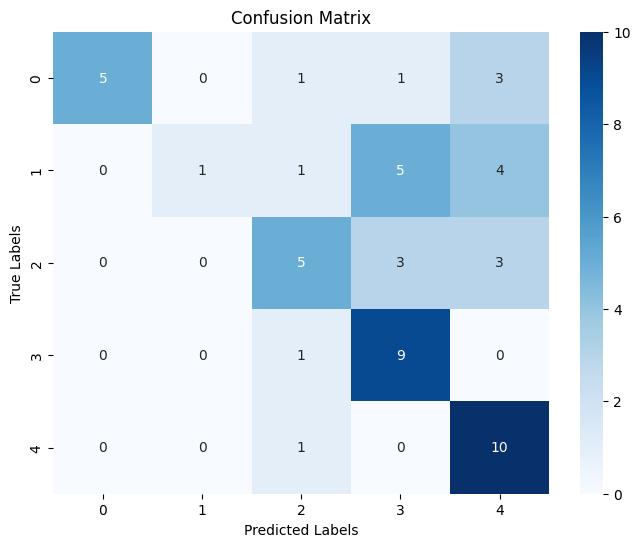 Confusion Matrix
10
0 5 0 1 1 3
8
1 0 1 1 5 4
6
True Labels
2 0 0 5 3 3
4
3 0 0 1 9 0
2
4 0 0 1 0 10
0
0 1 2 3 4
Predicted Labels